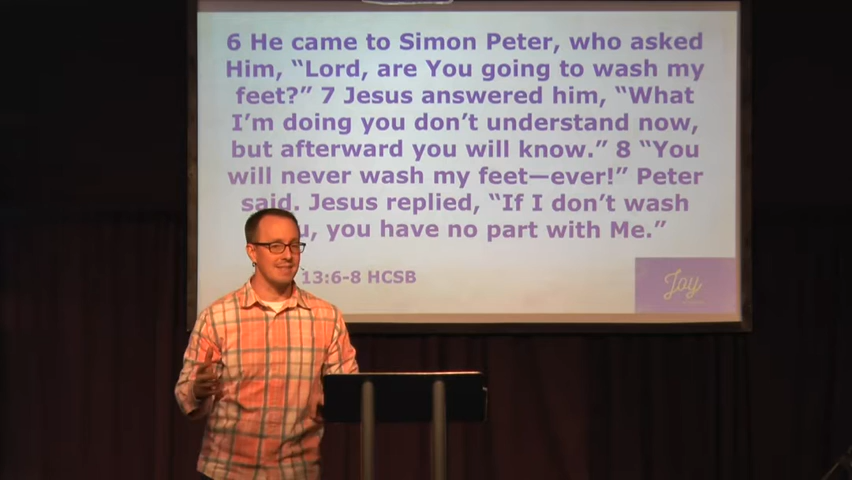 6 He came to Simon Peter, who asked
Him, “Lord, are You going to wash my
feet?” 7 Jesus answered him, “What
I’m doing you don’t understand now,
but afterward you will know.” 8 “You
will never wash my feet—ever!” Peter
said. Jesus replied, “If I don’t wash
you have no part with Me.”
13:6-8 HCSB
Joy